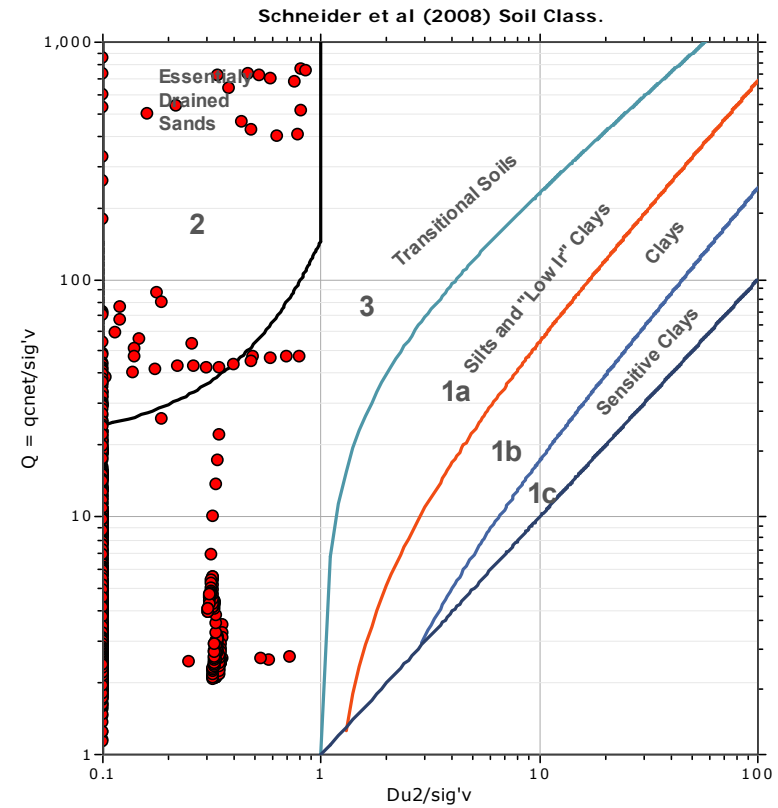 Schneider et al (2008) Soil Class.
1,000
Essentialy
Drained
Sands
2
Transitional Soils
3
Silts and "Low Ir" Clays
Clays
100
1a
Sensitive Clays
1b
1c
10
1
0.1
1
10
100
Q = qcnet/sig'v
Du2/sig'v